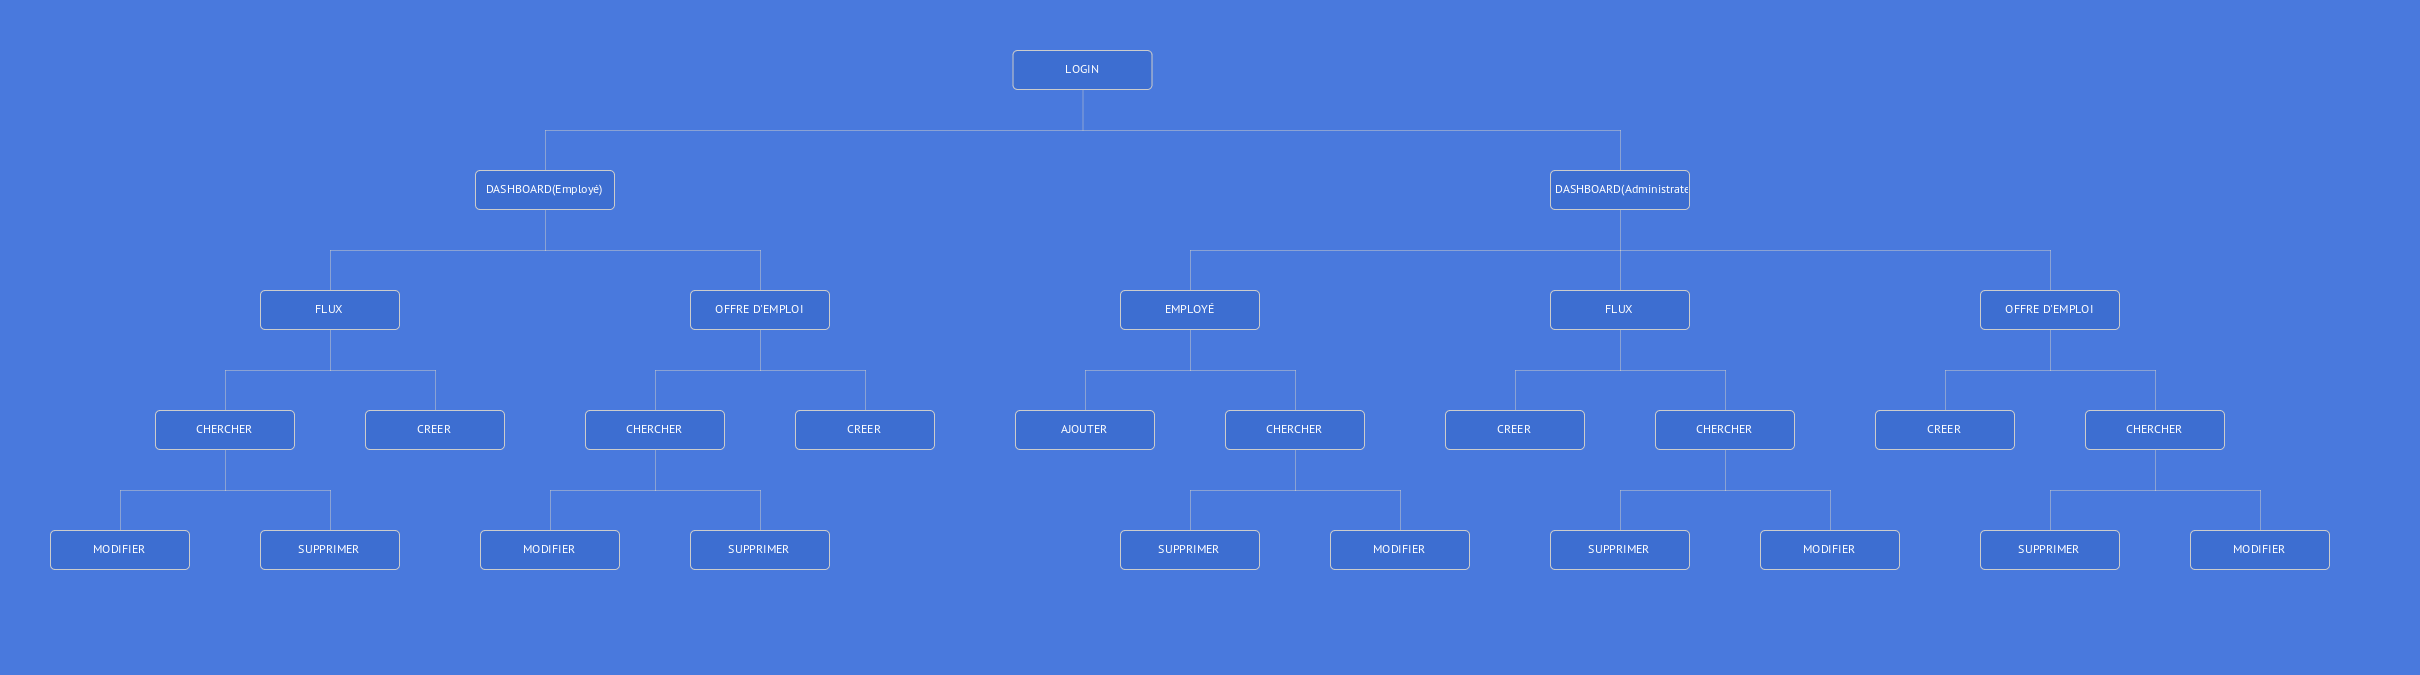 LOGIN
DASHBOARD(Employé)
DASHBOARD(Administrate
FLUX
OFFRE D'EMPLOI
EMPLOYÉ
FLUX
OFFRE D'EMPLOI
CHERCHER
CREER
CHERCHER
CREER
AJOUTER
CHERCHER
CREER
CHERCHER
CREER
CHERCHER
MODIFIER
SUPPRIMER
MODIFIER
SUPPRIMER
SUPPRIMER
MODIFIER
SUPPRIMER
MODIFIER
SUPPRIMER
MODIFIER